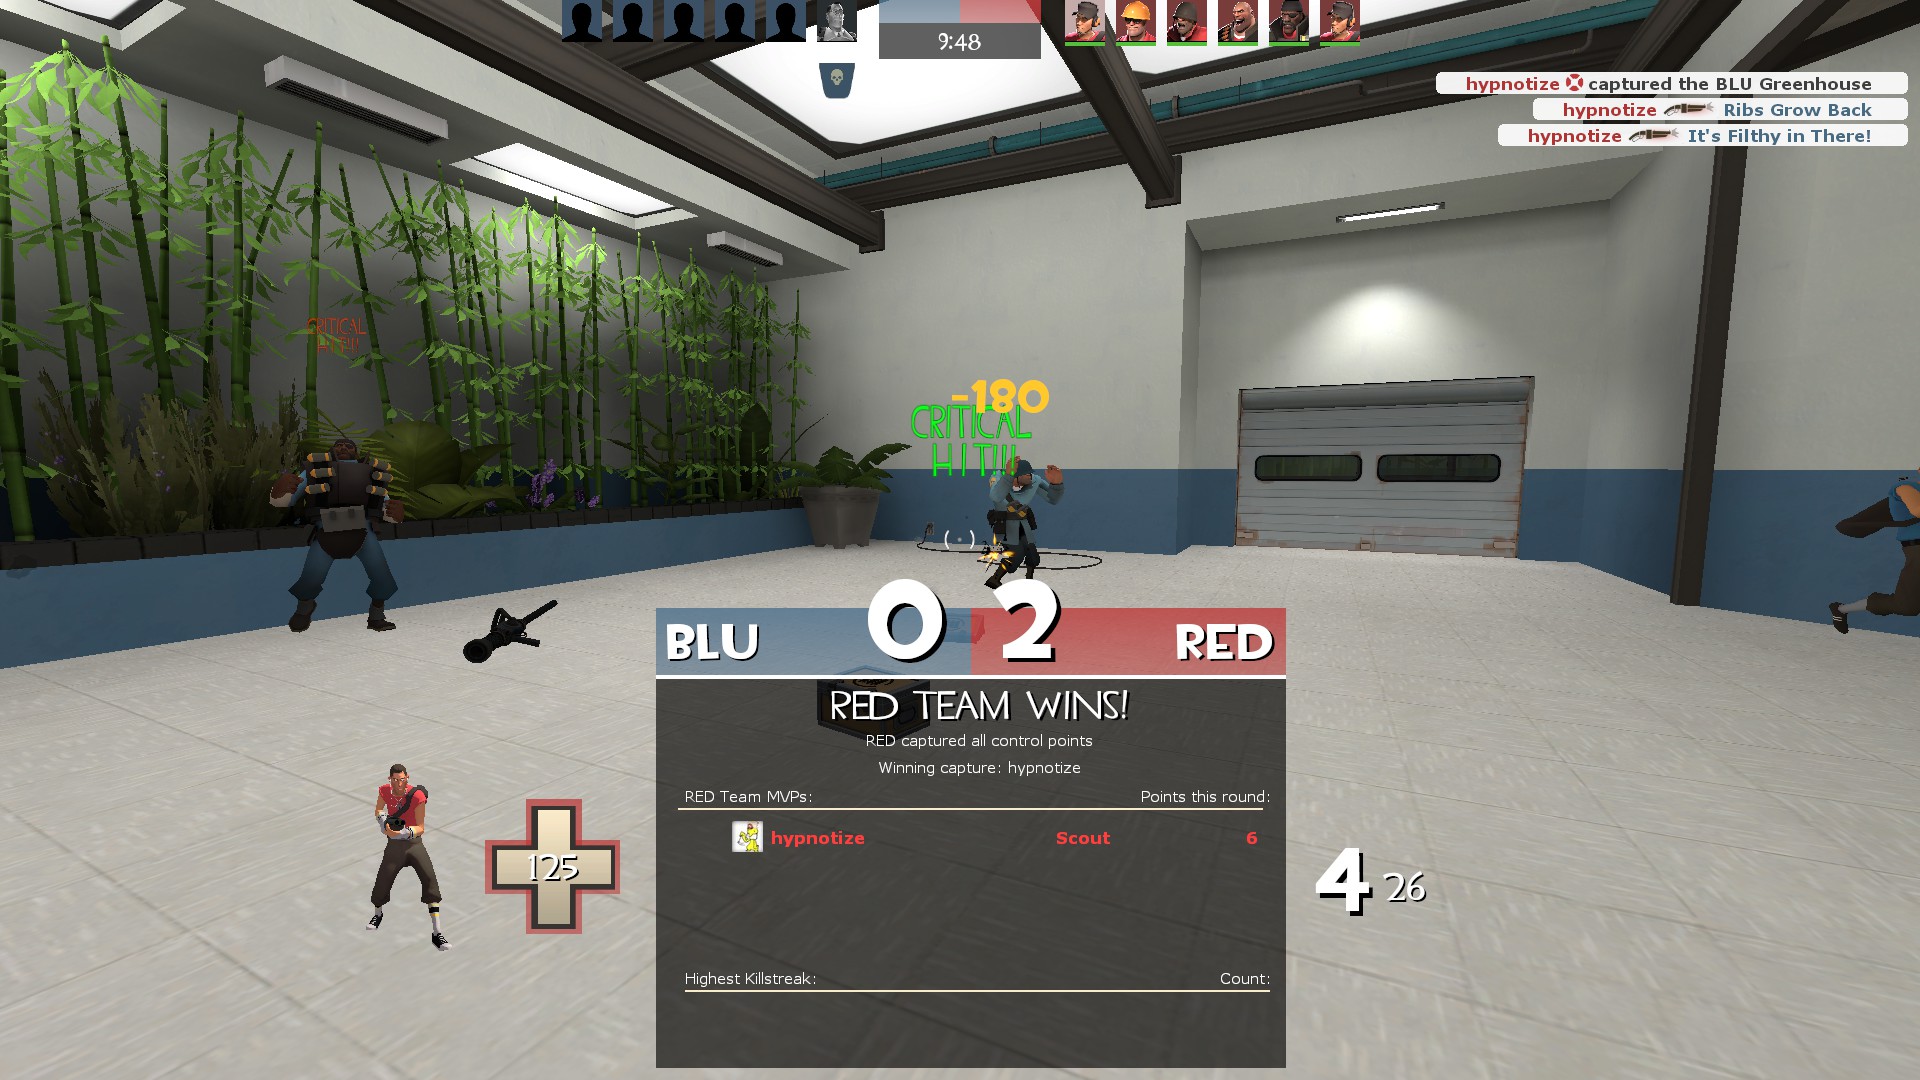 9:48
hypnotize captured the BLU Greenhouse
hypnotize Ribs Grow Back
hypnotize It's Filthy in There!
CRITICAL
HIT!!!
-180
CRITICAL
HIT!!!
BLU 0 2 RED
RED TEAM WINS!
RED captured all control points
Winning capture: hypnotize
RED Team MVPs: Points this round:
hypnotize Scout 6
125
4 26
Highest Killstreak: Count: